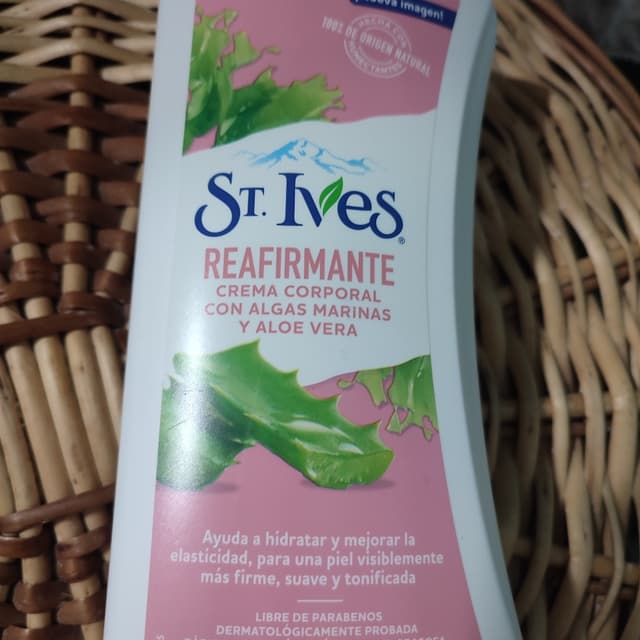 ¡Nueva imagen!
100% DE ORIGEN NATURAL
ST. IVES
REAFIRMANTE
CREMA CORPORAL
CON ALGAS MARINAS
Y ALOE VERA
Ayuda a hidratar y mejorar la
elasticidad, para una piel visiblemente
más firme, suave y tonificada
LIBRE DE PARABENOS
DERMATOLÓGICAMENTE PROBADA